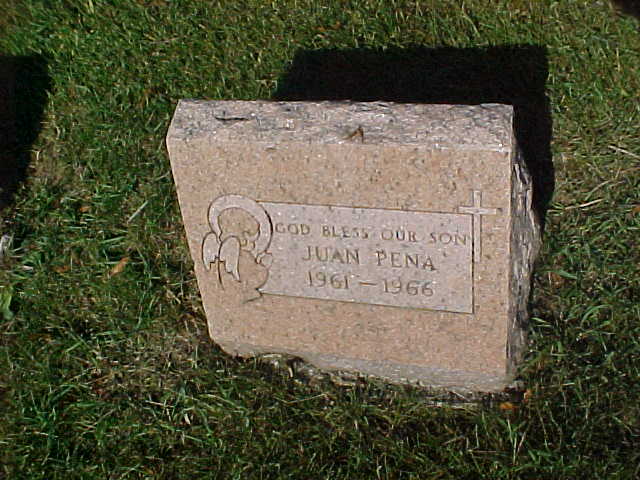 GOD BLESS OUR SON
JUAN PENA
1961 — 1966